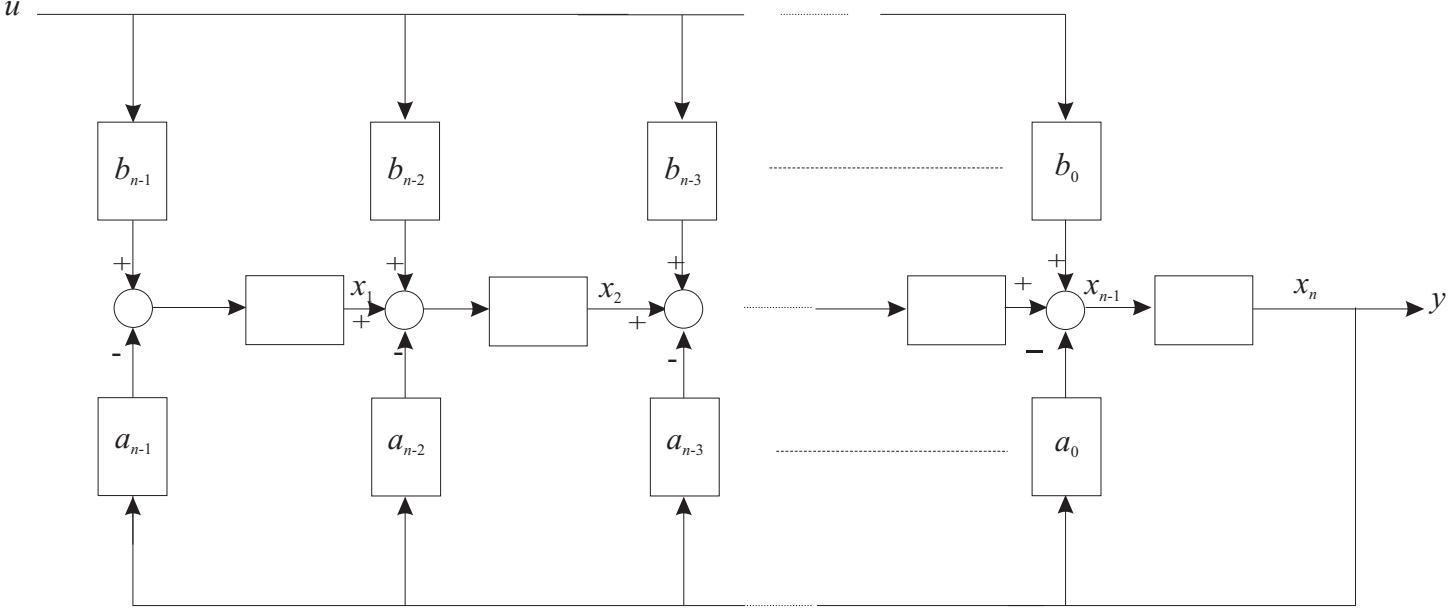 u
b_{n-1} b_{n-2} b_{n-3} b_0
+ + + +
x_1 x_2 + x_{n-1} x_n y
+ +
- - - −
a_{n-1} a_{n-2} a_{n-3} a_0